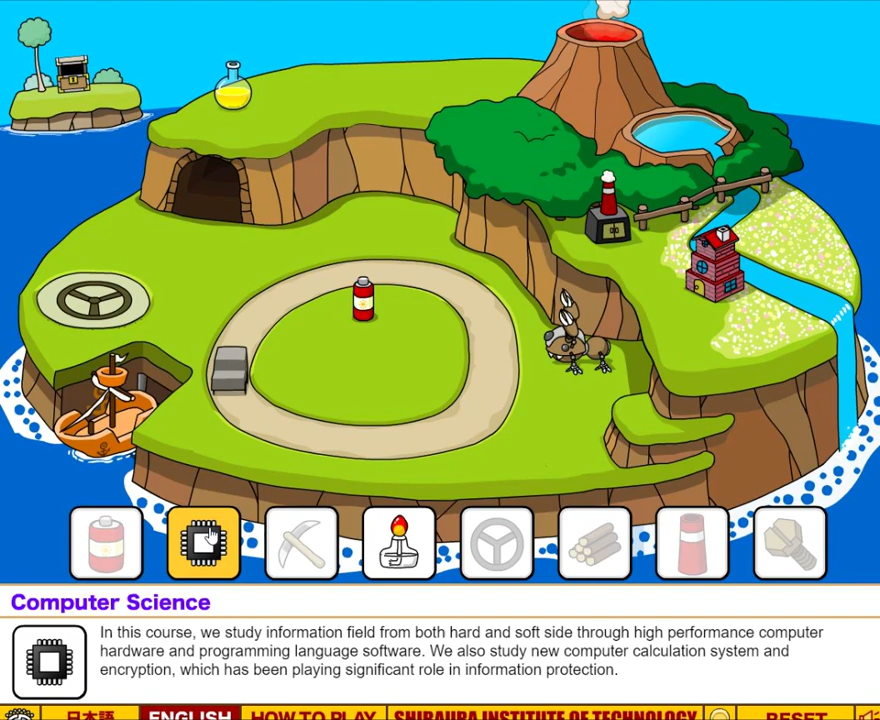 Computer Science
In this course, we study information field from both hard and soft side through high performance computer
hardware and programming language software. We also study new computer calculation system and
encryption, which has been playing significant role in information protection.
日本語 ENGLISH HOW TO PLAY SHIBAURA INSTITUTE OF TECHNOLOGY RESET